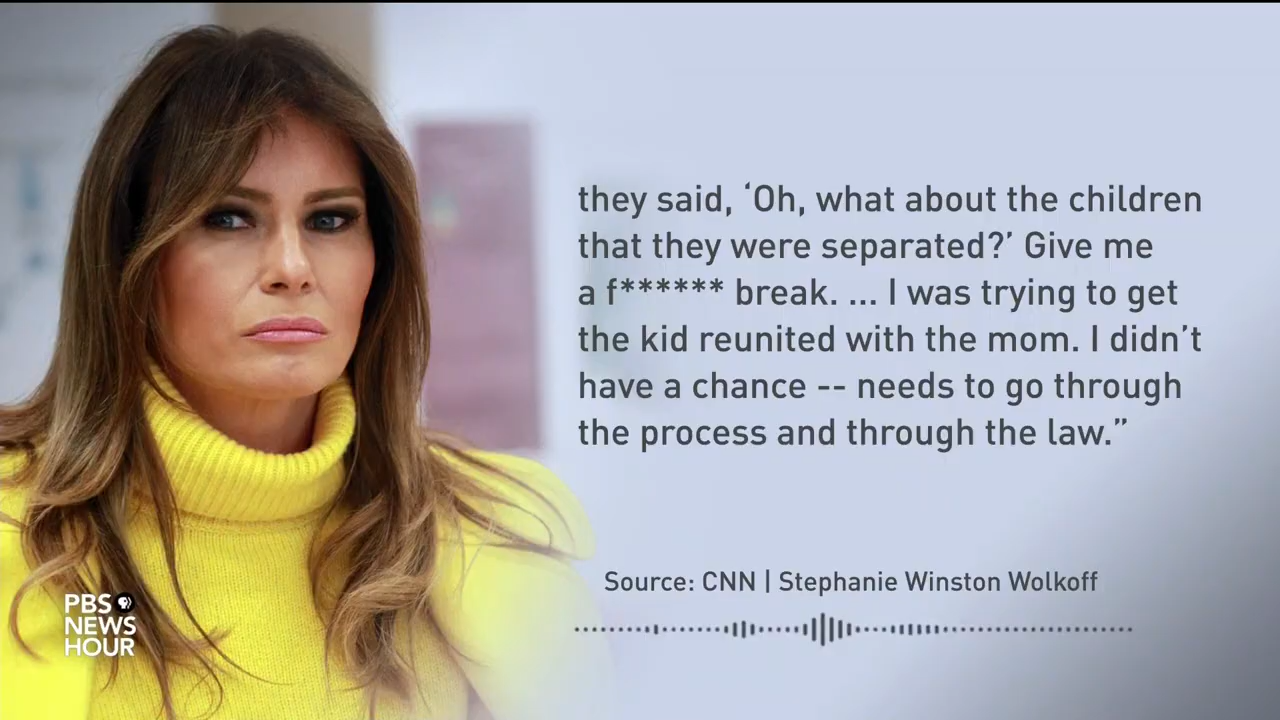 they said, ‘Oh, what about the children
that they were separated?’ Give me
a f****** break. ... I was trying to get
the kid reunited with the mom. I didn’t
have a chance -- needs to go through
the process and through the law.”
Source: CNN | Stephanie Winston Wolkoff
PBS
NEWS
HOUR